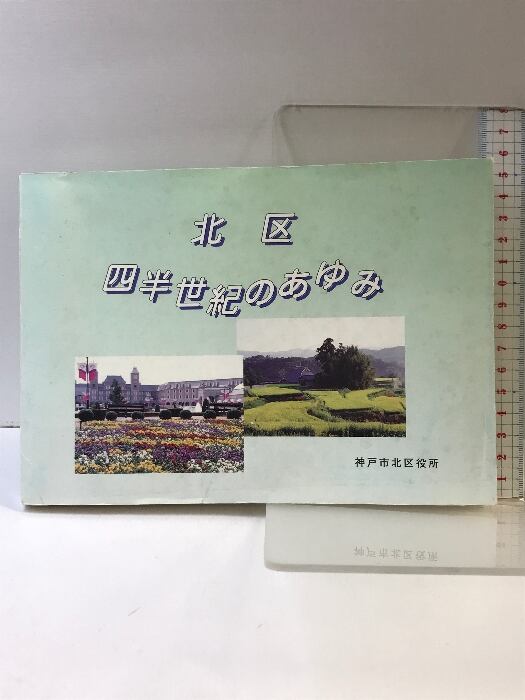 北区
四半世紀のあゆみ
神戸市北区役所